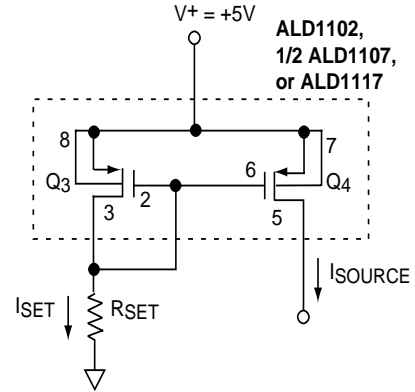 V+ = +5V
ALD1102,
1/2 ALD1107,
or ALD1117
8
7
Q3
6
Q4
3
2
5
ISOURCE
ISET
RSET